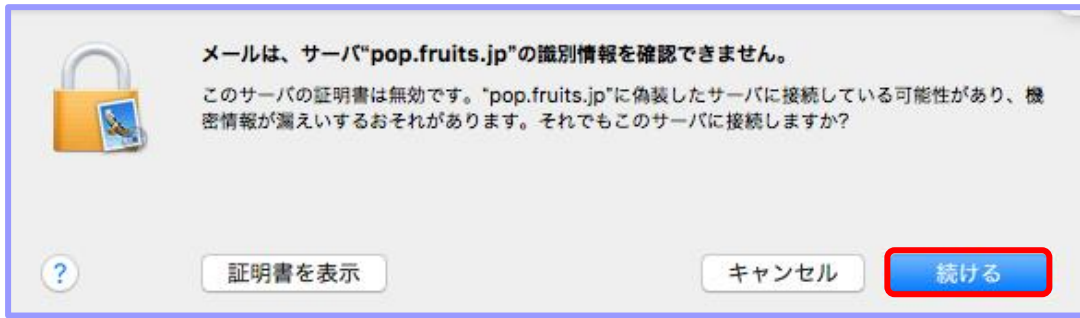 メールは、サーバ"pop.fruits.jp"の識別情報を確認できません。
このサーバの証明書は無効です。"pop.fruits.jp"に偽装したサーバに接続している可能性があり、機
密情報が漏えいするおそれがあります。それでもこのサーバに接続しますか?
? 証明書を表示 キャンセル 続ける